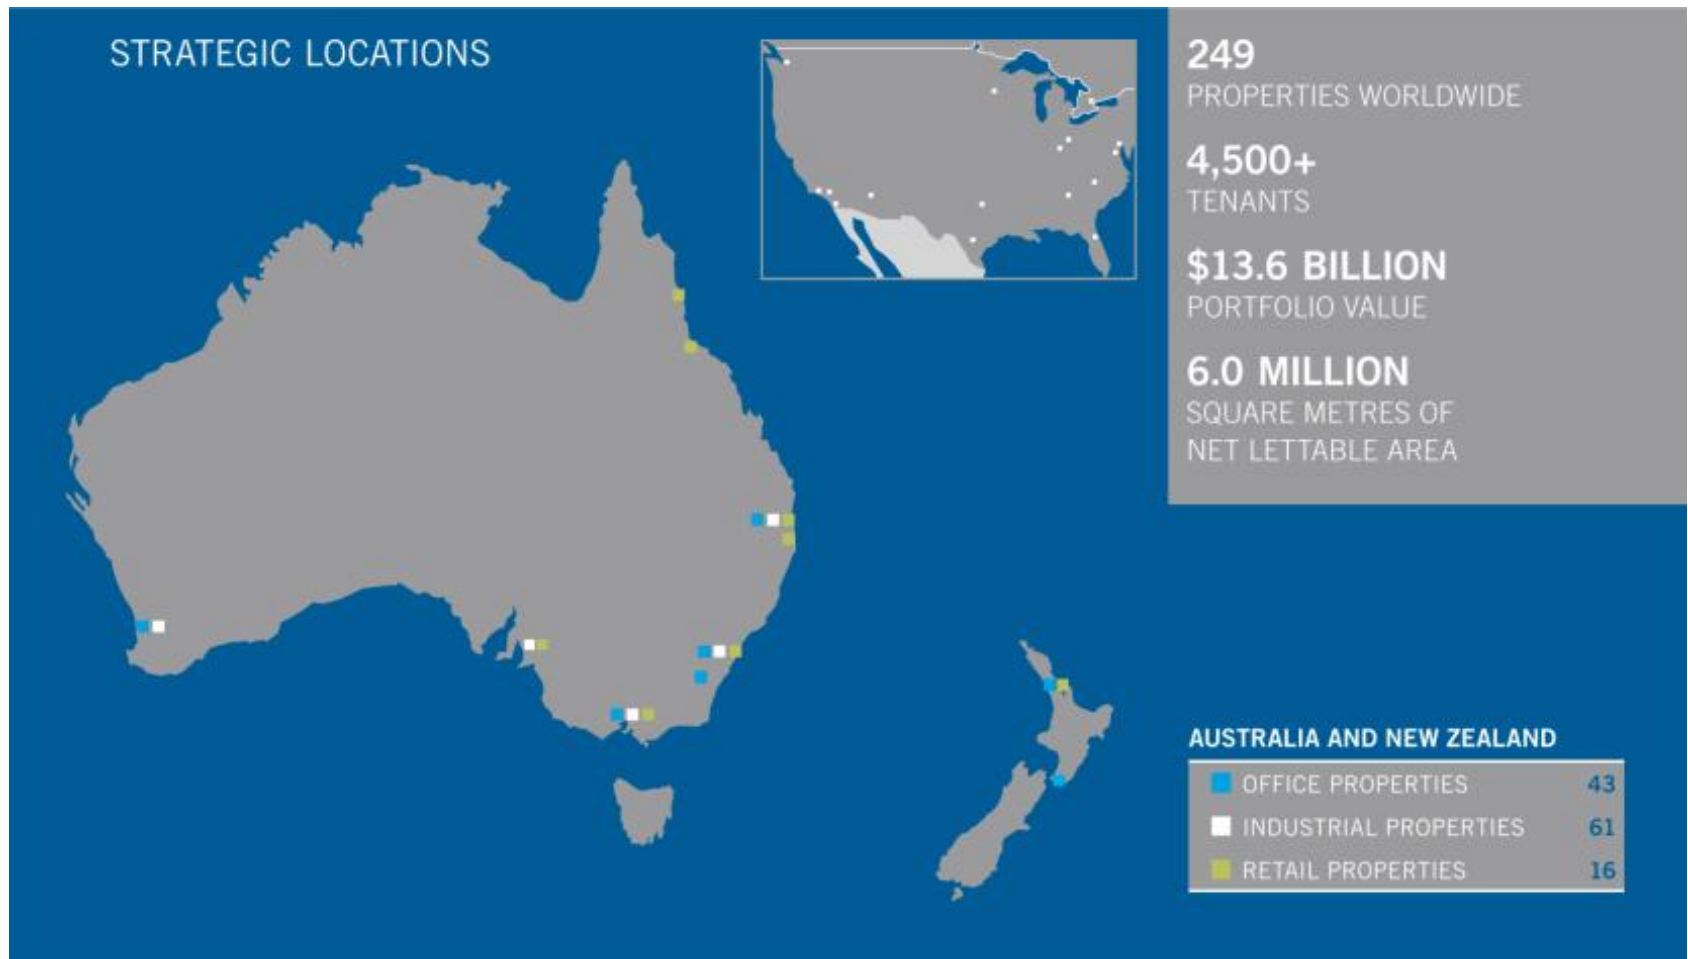 STRATEGIC LOCATIONS
249
PROPERTIES WORLDWIDE
4,500+
TENANTS
$13.6 BILLION
PORTFOLIO VALUE
6.0 MILLION
SQUARE METRES OF
NET LETTABLE AREA
AUSTRALIA AND NEW ZEALAND
OFFICE PROPERTIES 43
INDUSTRIAL PROPERTIES 61
RETAIL PROPERTIES 16